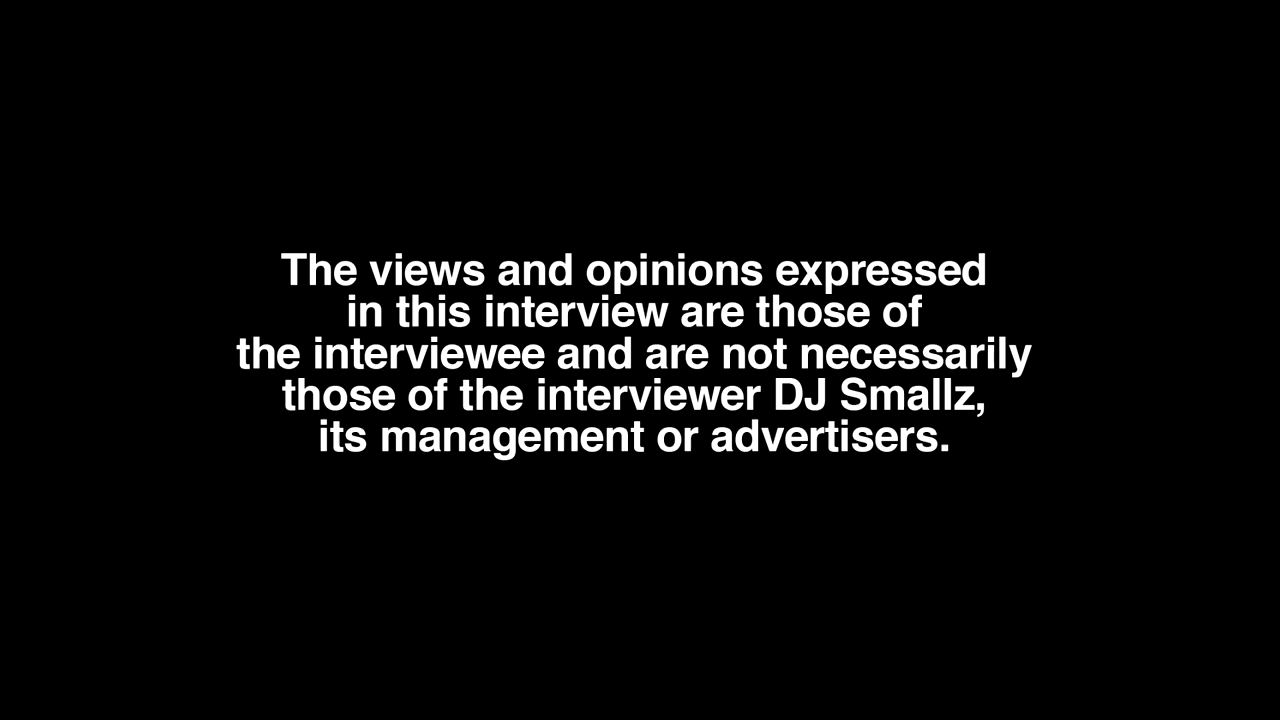 The views and opinions expressed
in this interview are those of
the interviewee and are not necessarily
those of the interviewer DJ Smallz,
its management or advertisers.